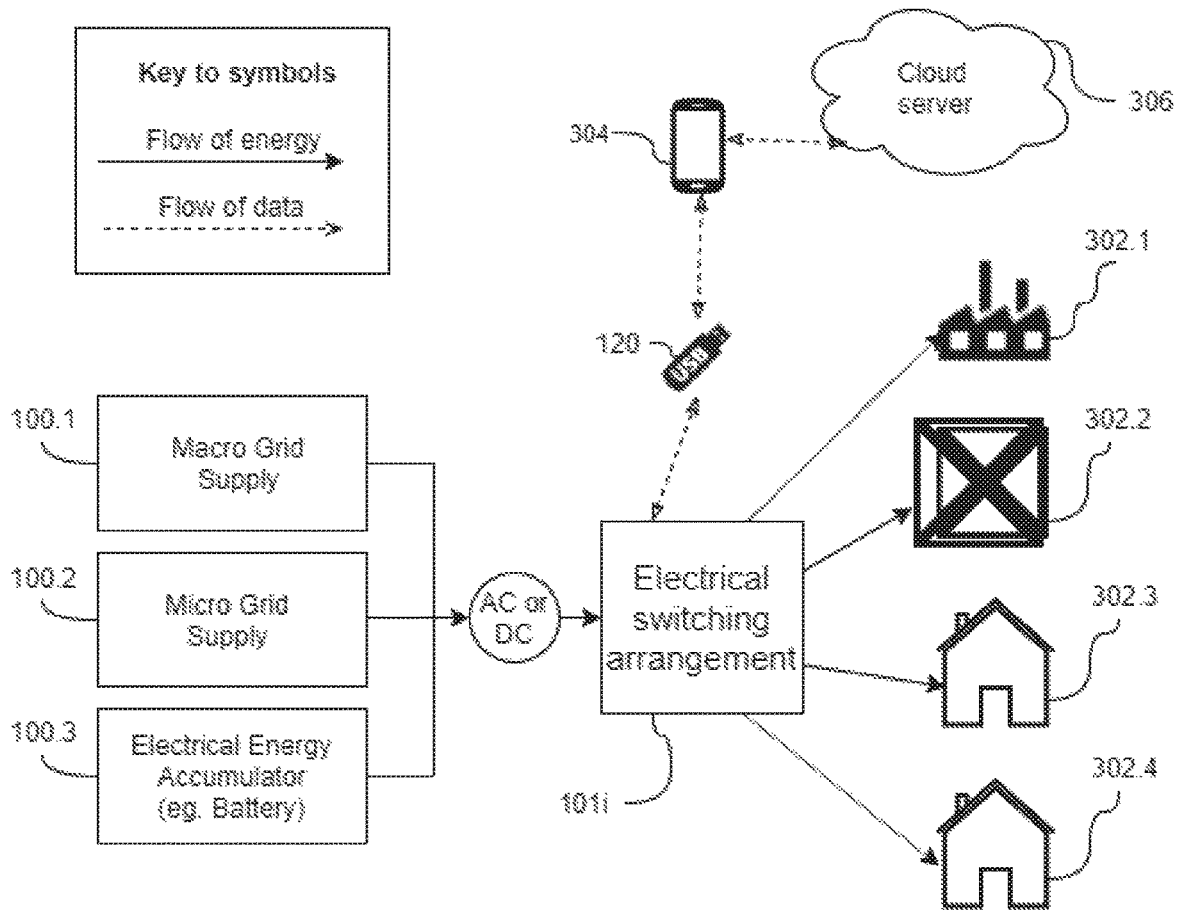 Key to symbols
Flow of energy
Flow of data
Cloud
server
306
304
302.1
120
USB
100.1
Macro Grid
Supply
302.2
100.2
Micro Grid
Supply
AC or
DC
Electrical
switching
arrangement
302.3
100.3
Electrical Energy
Accumulator
(eg. Battery)
101i
302.4